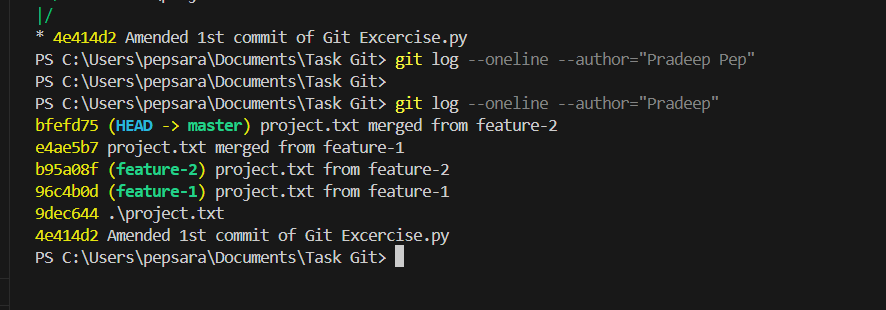 |/
* 4e414d2 Amended 1st commit of Git Excercise.py
PS C:\Users\pepsara\Documents\Task Git> git log --oneline --author="Pradeep Pep"
PS C:\Users\pepsara\Documents\Task Git>
PS C:\Users\pepsara\Documents\Task Git> git log --oneline --author="Pradeep"
bfefd75 (HEAD -> master) project.txt merged from feature-2
e4ae5b7 project.txt merged from feature-1
b95a08f (feature-2) project.txt from feature-2
96c4b0d (feature-1) project.txt from feature-1
9dec644 .\project.txt
4e414d2 Amended 1st commit of Git Excercise.py
PS C:\Users\pepsara\Documents\Task Git>